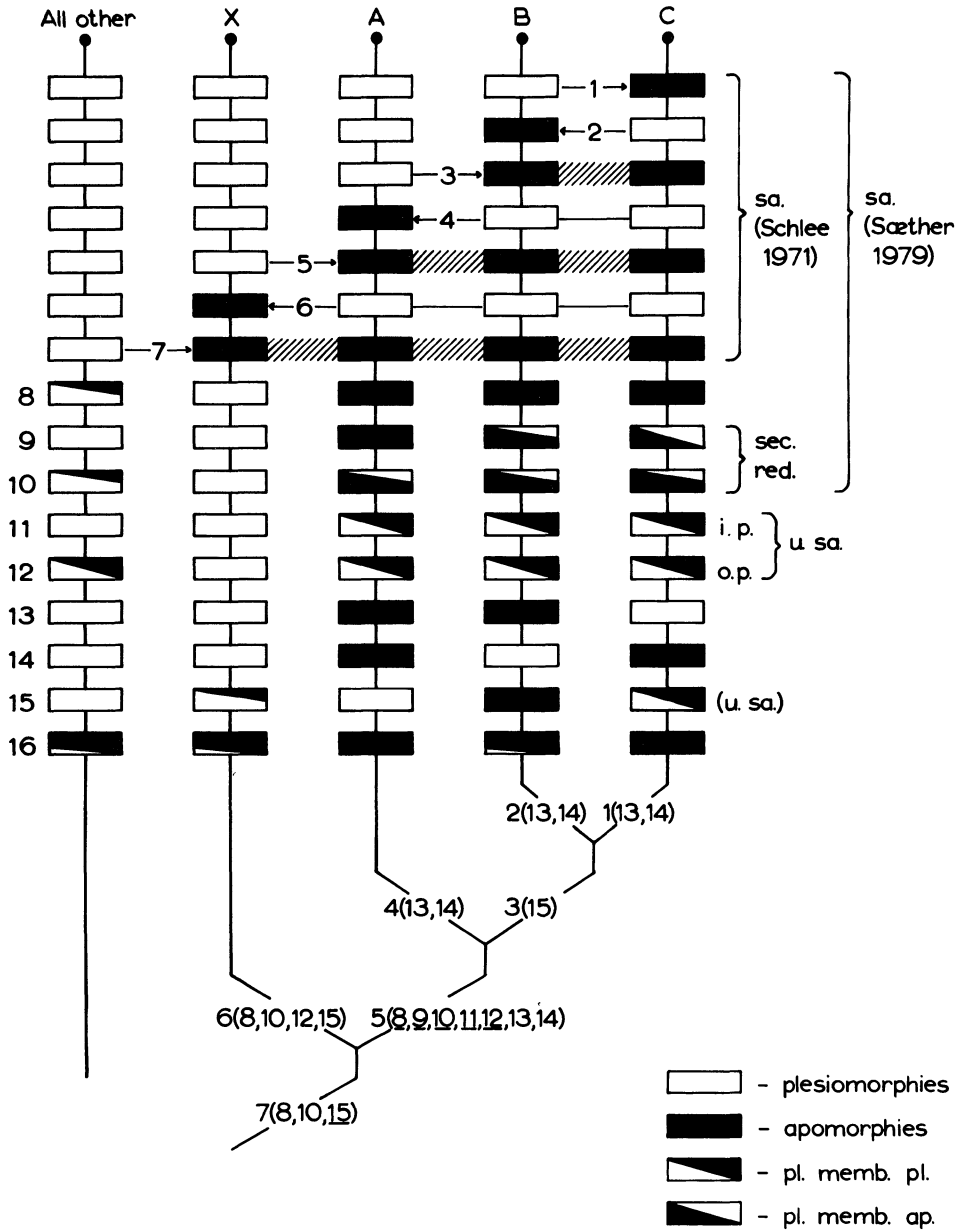 All other X A B C
1
2
3
4
5
6
7
sa.
(Schlee
1971)
sa.
(Sæther
1979)
8
9
10
sec.
red.
11 i. p.
12 o.p.
u sa.
13
14
15 (u. sa.)
16
2(13,14) 1(13,14)
4(13,14) 3(15)
6(8,10,12,15) 5(8,9,10,11,12,13,14)
7(8,10,15)
- plesiomorphies
- apomorphies
- pl. memb. pl.
- pl. memb. ap.